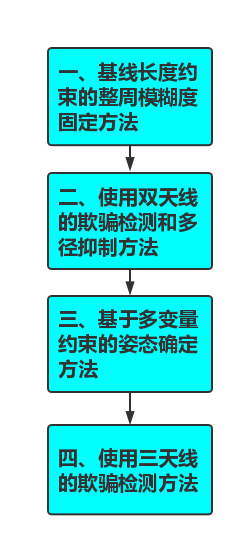 一、基线长度约
束的整周模糊度
固定方法
二、使用双天线
的欺骗检测和多
径抑制方法
三、基于多变量
约束的姿态确定
方法
四、使用三天线
的欺骗检测方法